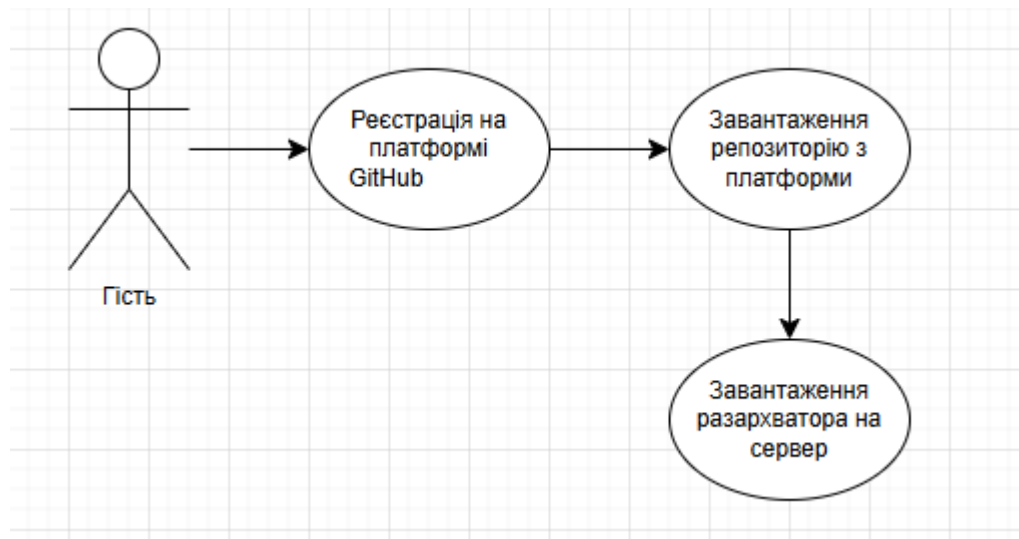 Реєстрація на
платформі
GitHub
Завантаження
репозиторію з
платформи
Гість
Завантаження
разархватора на
сервер